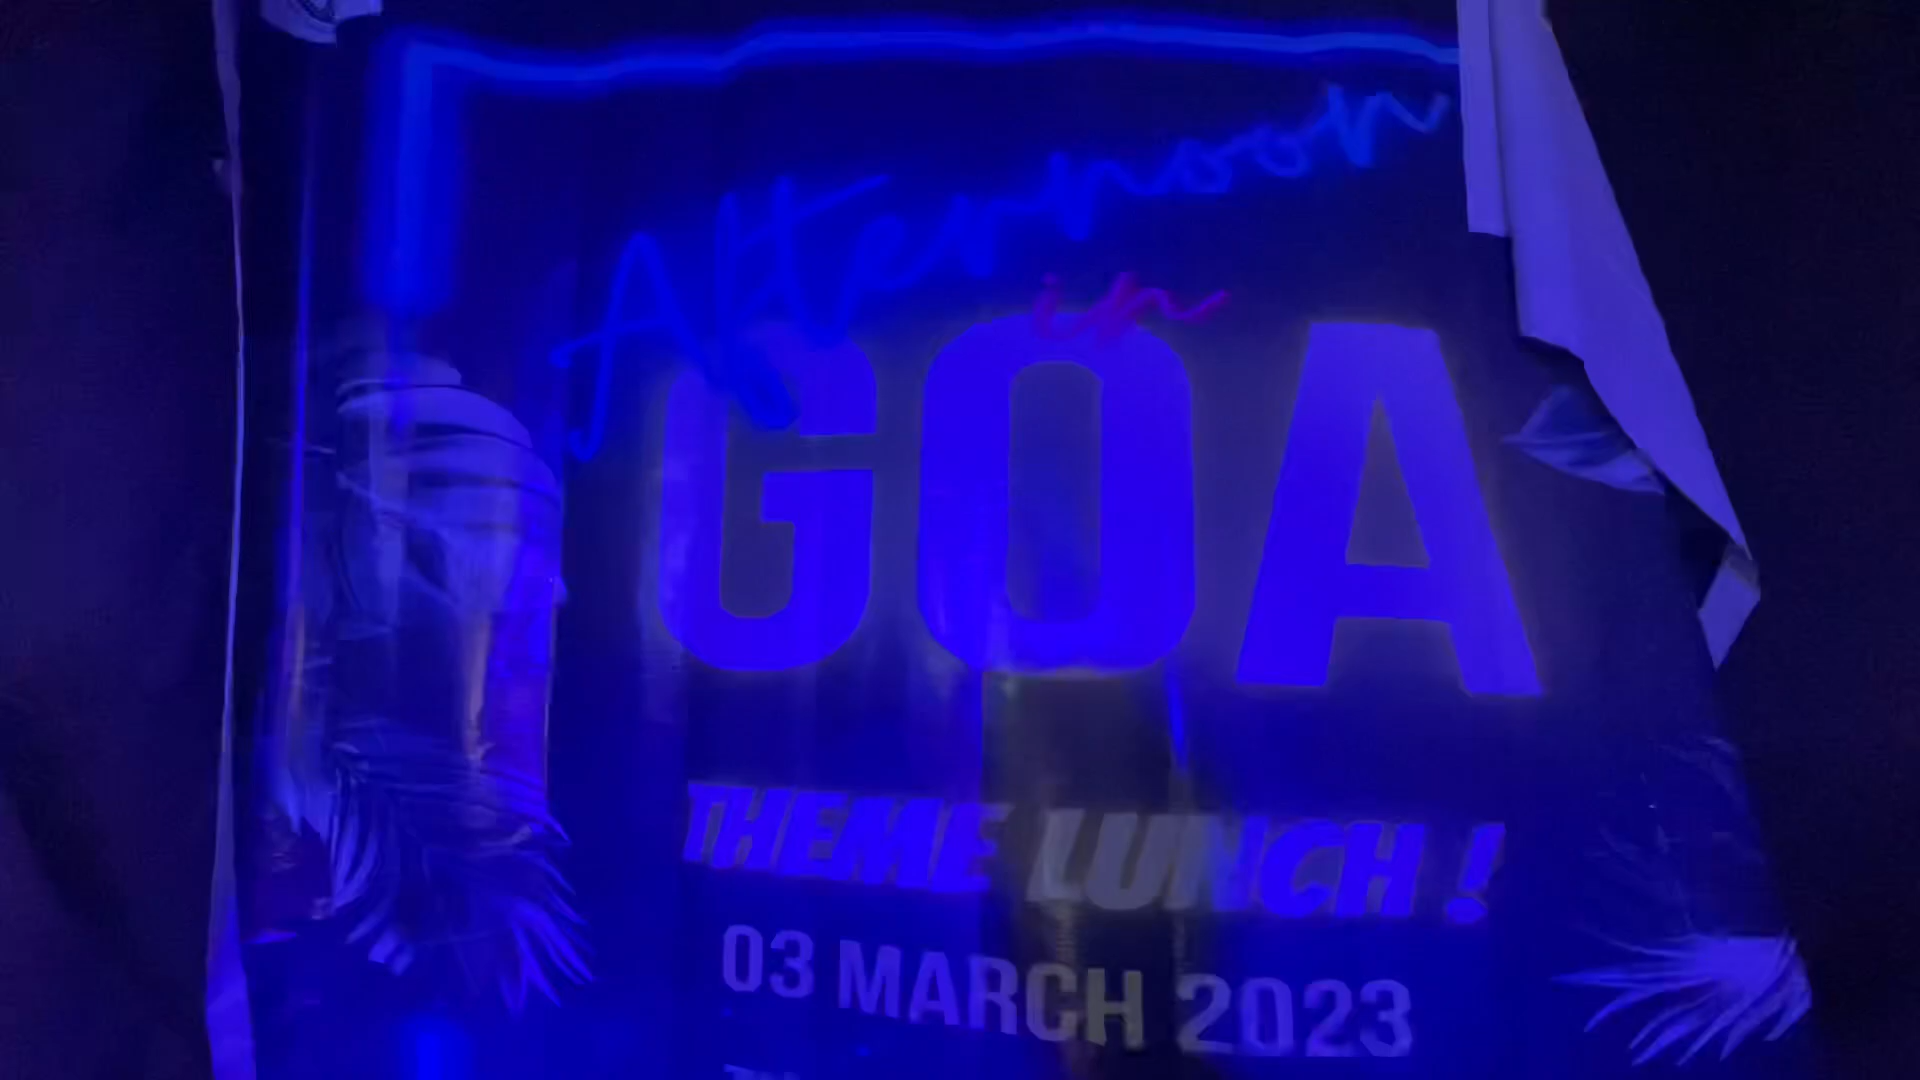 Afternoon
in
GOA
THEME LUNCH !
03 MARCH 2023